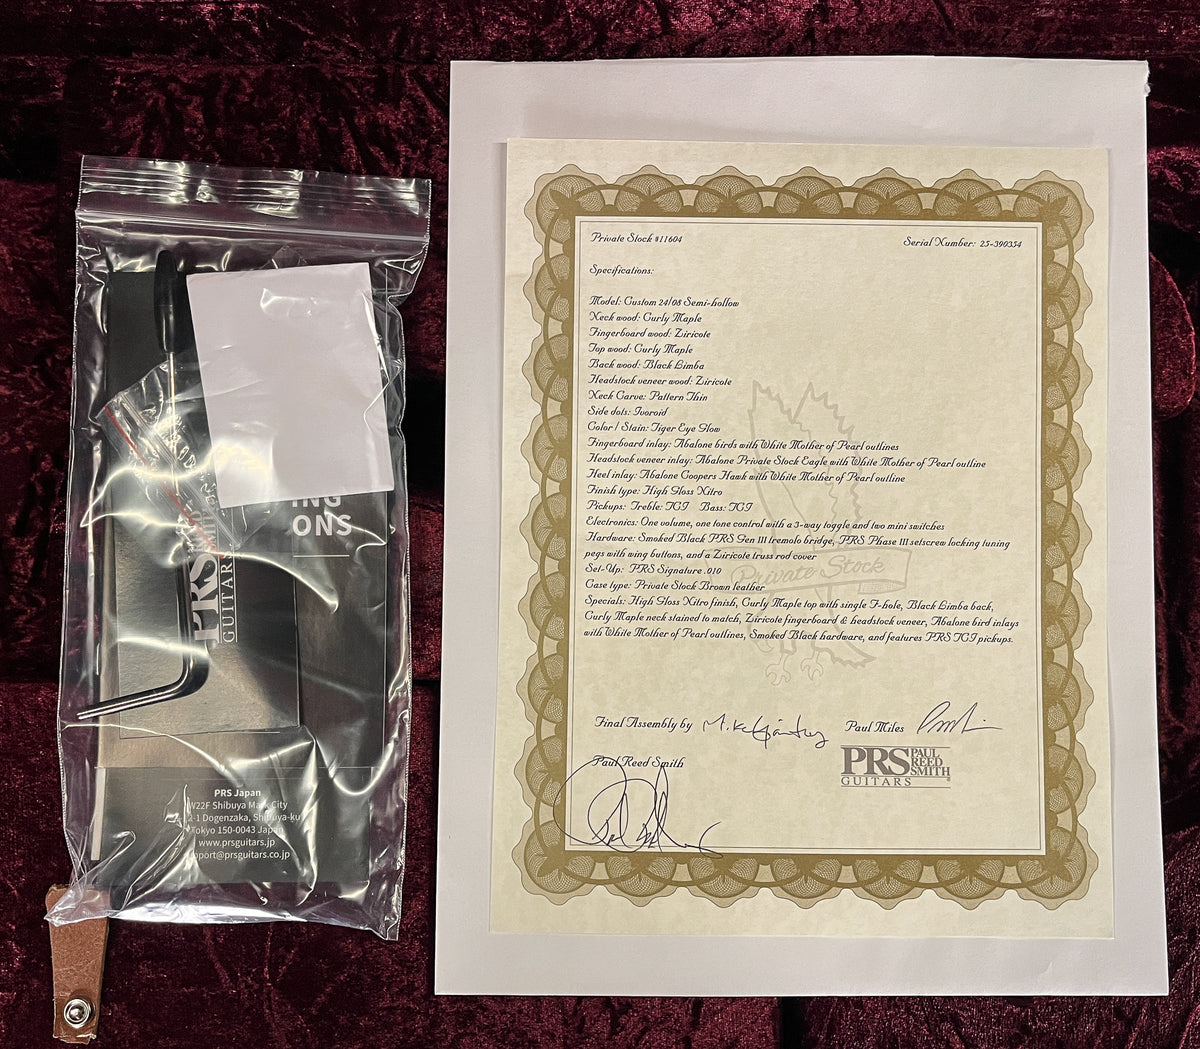 ING
ONS
PRS
GUITARS
PRS Japan
W22F Shibuya Mark City
2-1 Dogenzaka, Shibuya-ku
Tokyo 150-0043 Japan
www.prsguitars.jp
support@prsguitars.co.jp
Private Stock #11604
Serial Number: 25-390354
Specifications:
Model: Custom 24/08 Semi-hollow
Neck wood: Curly Maple
Fingerboard wood: Ziricote
Top wood: Curly Maple
Back wood: Black Limba
Headstock veneer wood: Ziricote
Neck Carve: Pattern Thin
Side dots: Ivoroid
Color / Stain: Tiger Eye Glow
Fingerboard inlay: Abalone birds with White Mother of Pearl outlines
Headstock veneer inlay: Abalone Private Stock Eagle with White Mother of Pearl outline
Heel inlay: Abalone Coopers Hawk with White Mother of Pearl outline
Finish type: High Gloss Nitro
Pickups: Treble: TCI Bass: TCI
Electronics: One volume, one tone control with a 3-way toggle and two mini switches
Hardware: Smoked Black PRS Gen III tremolo bridge, PRS Phase III setscrew locking tuning
pegs with wing buttons, and a Ziricote truss rod cover
Set-Up: PRS Signature .010
Case type: Private Stock Brown leather
Specials: High Gloss Nitro finish, Curly Maple top with single F-hole, Black Limba back,
Curly Maple neck stained to match, Ziricote fingerboard & headstock veneer, Abalone bird inlays
with White Mother of Pearl outlines, Smoked Black hardware, and features PRS TCI pickups.
Private Stock
Final Assembly by
Paul Miles
Paul Reed Smith
PRS PAUL REED SMITH
GUITARS